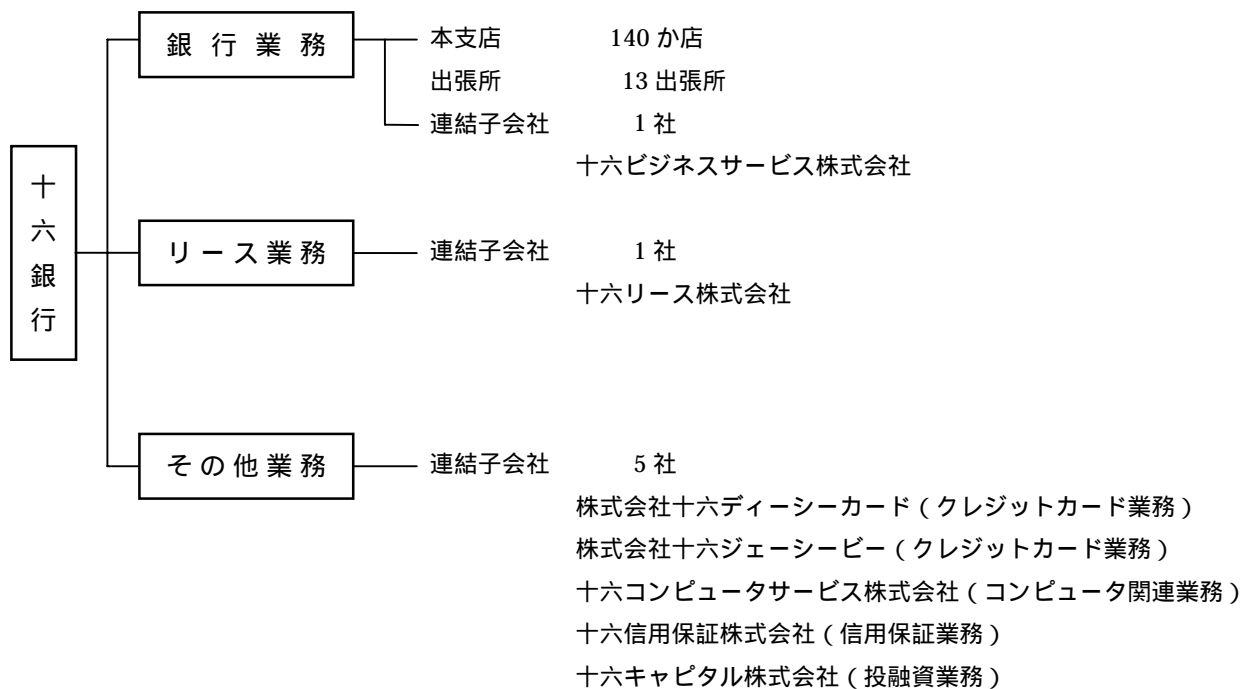 銀行業務
本支店 140か店
出張所 13出張所
連結子会社 1社
十六ビジネスサービス株式会社
十六銀行
リース業務
連結子会社 1社
十六リース株式会社
その他業務
連結子会社 5社
株式会社十六ディーシーカード(クレジットカード業務)
株式会社十六ジェーシービー(クレジットカード業務)
十六コンピュータサービス株式会社(コンピュータ関連業務)
十六信用保証株式会社(信用保証業務)
十六キャピタル株式会社(投融資業務)